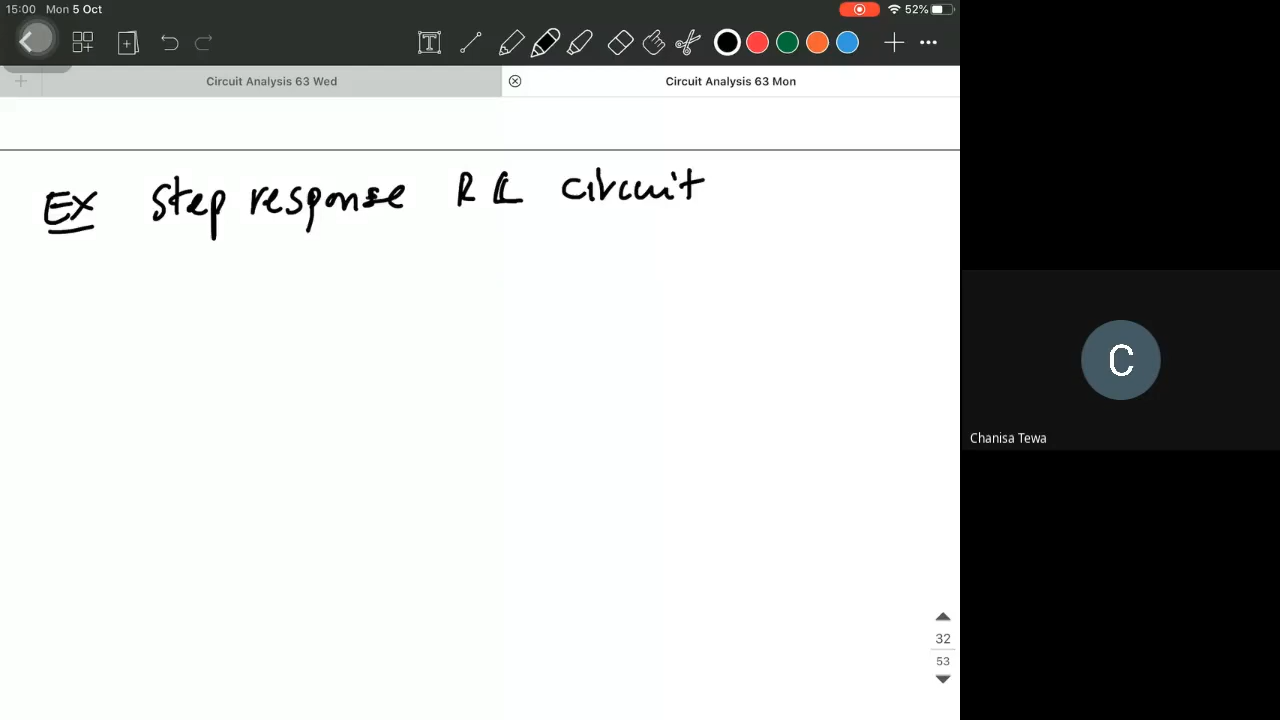 15:00 Mon 5 Oct 52%
Circuit Analysis 63 Wed
Circuit Analysis 63 Mon
EX step response circuit
C
Chanisa Tewa
32
53